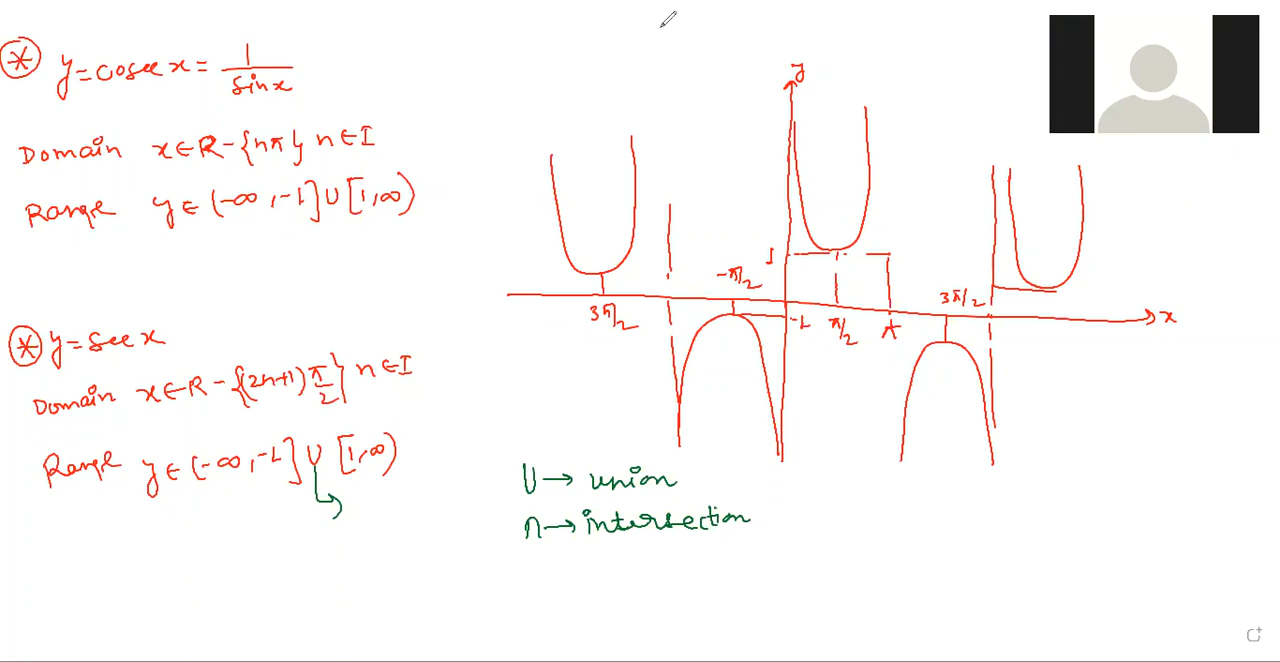 * y = cosec x = 1/sin x
Domain x ∈ R - {nπ} n ∈ I
Range y ∈ (-∞, -1] ∪ [1, ∞)
* y = sec x
Domain x ∈ R - {(2n+1) π/2} n ∈ I
Range y ∈ (-∞, -1] ∪ [1, ∞)
y
1
-π/2
3π/2
3π/2
-1
π/2
π
x
∪ → union
∩ → intersection